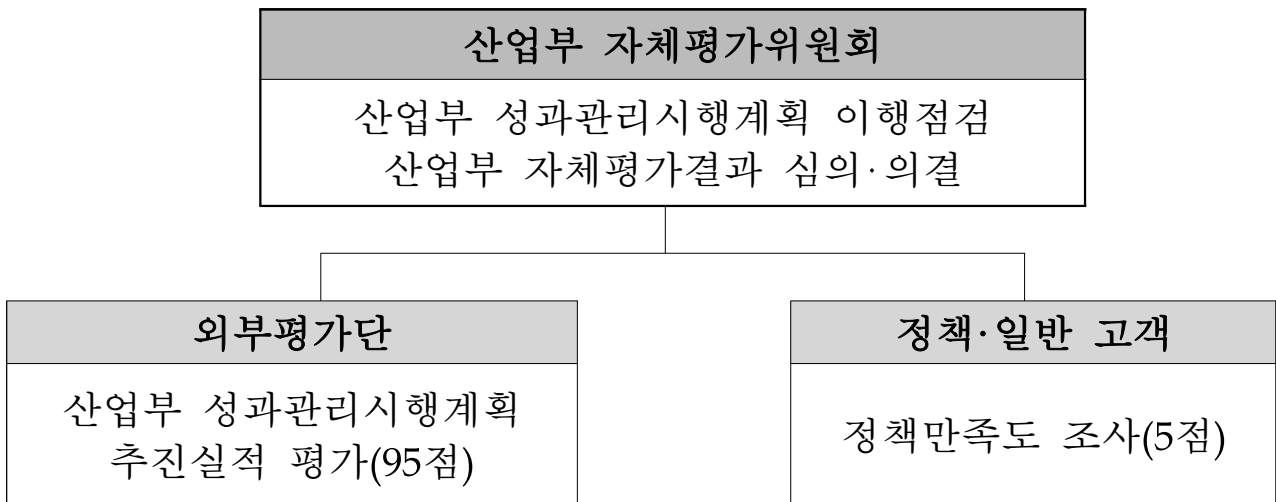 산업부 자체평가위원회
산업부 성과관리시행계획 이행점검
산업부 자체평가결과 심의·의결
외부평가단
산업부 성과관리시행계획
추진실적 평가(95점)
정책·일반 고객
정책만족도 조사(5점)